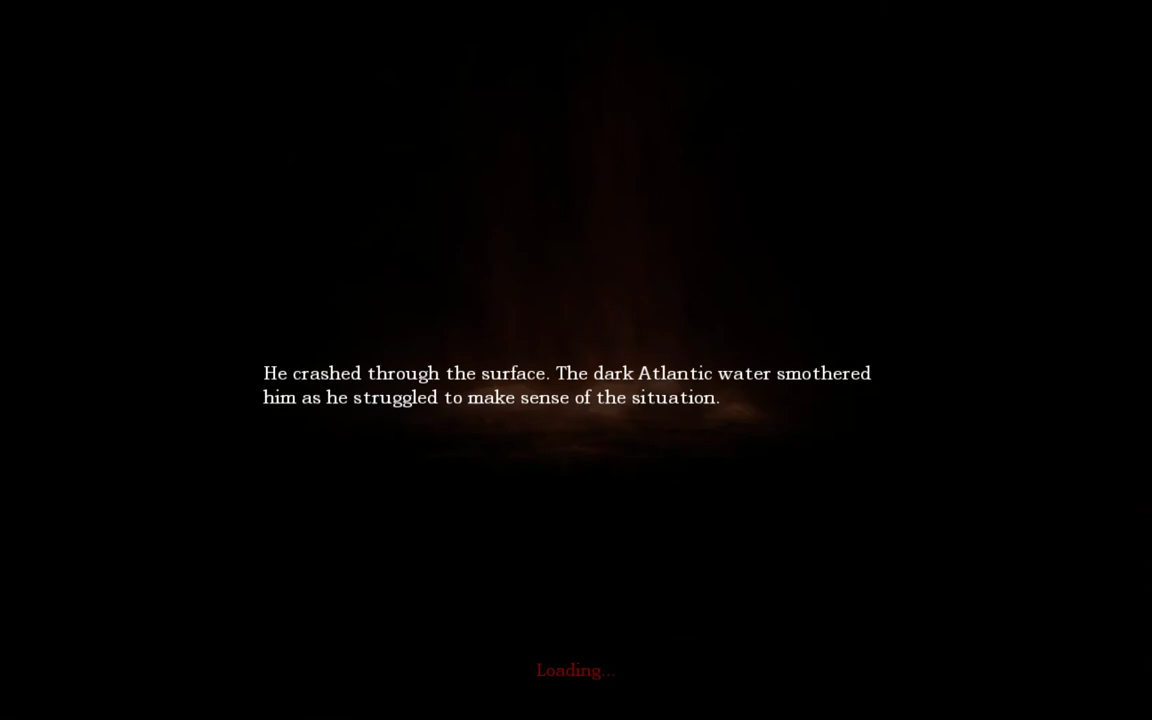 He crashed through the surface. The dark Atlantic water smothered
him as he struggled to make sense of the situation.
Loading...